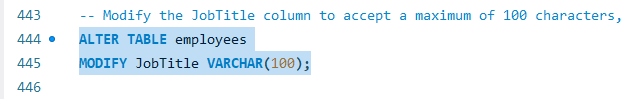 443 -- Modify the JobTitle column to accept a maximum of 100 characters,
444 ALTER TABLE employees
445 MODIFY JobTitle VARCHAR(100);
446